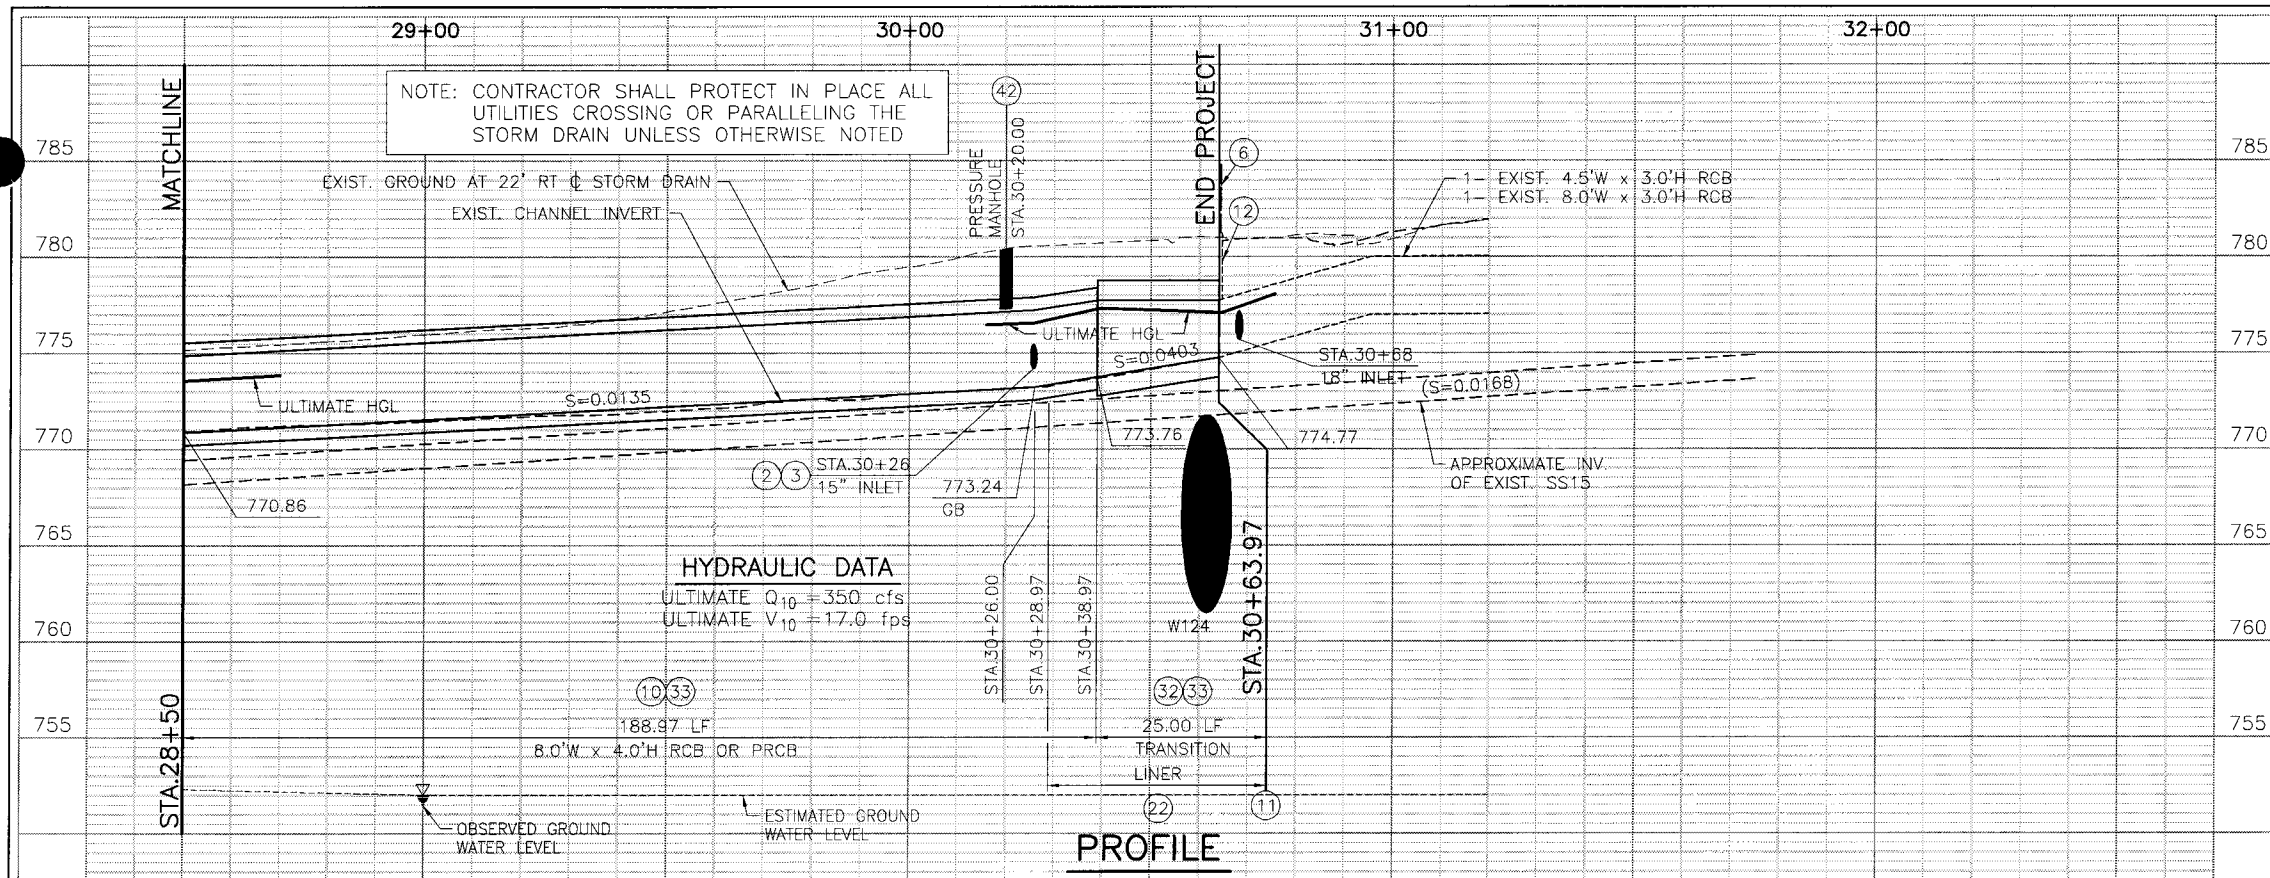 29+00 30+00 31+00 32+00
NOTE: CONTRACTOR SHALL PROTECT IN PLACE ALL
UTILITIES CROSSING OR PARALLELING THE
STORM DRAIN UNLESS OTHERWISE NOTED
MATCHLINE
STA.28+50
42
PRESSURE
MANHOLE
STA.30+20.00
END PROJECT
6
12
785 785
780 780
775 775
770 770
765 765
760 760
755 755
EXIST. GROUND AT 22' RT ℄ STORM DRAIN
EXIST. CHANNEL INVERT
1- EXIST. 4.5'W x 3.0'H RCB
1- EXIST. 8.0'W x 3.0'H RCB
ULTIMATE HGL
S=0.0403
STA.30+68
18" INLET
(S=0.0168)
ULTIMATE HGL
S=0.0135
773.76
774.77
2 3 STA.30+26
15" INLET
773.24
GB
770.86
APPROXIMATE INV.
OF EXIST. SS15
HYDRAULIC DATA
ULTIMATE Q10 =350 cfs
ULTIMATE V10 =17.0 fps
STA.30+26.00
STA.30+28.97
STA.30+38.97
W124
STA.30+63.97
10 33
188.97 LF
8.0'W x 4.0'H RCB OR PRCB
32 33
25.00 LF
TRANSITION
LINER
22
11
OBSERVED GROUND
WATER LEVEL
ESTIMATED GROUND
WATER LEVEL
PROFILE